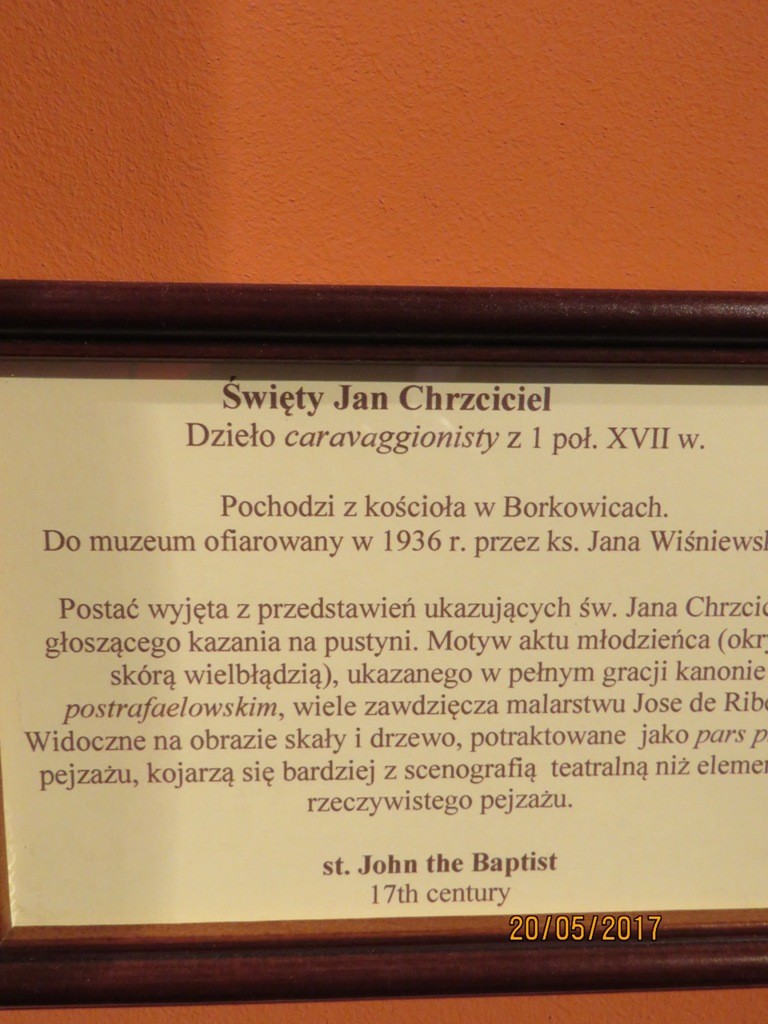 Święty Jan Chrzciciel
Dzieło caravaggionisty z 1 poł. XVII w.
Pochodzi z kościoła w Borkowicach.
Do muzeum ofiarowany w 1936 r. przez ks. Jana
Postać wyjęta z przedstawień ukazujących św. Jana
głoszącego kazania na pustyni. Motyw aktu młodzieńca
skórą wielbłądzią), ukazanego w pełnym gracji kanonie
postrafaelowskim, wiele zawdzięcza malarstwu Jose de
Widoczne na obrazie skały i drzewo, potraktowane jako pars
pejzażu, kojarzą się bardziej z scenografią teatralną niż
rzeczywistego pejzażu.
st. John the Baptist
17th century
20/05/2017